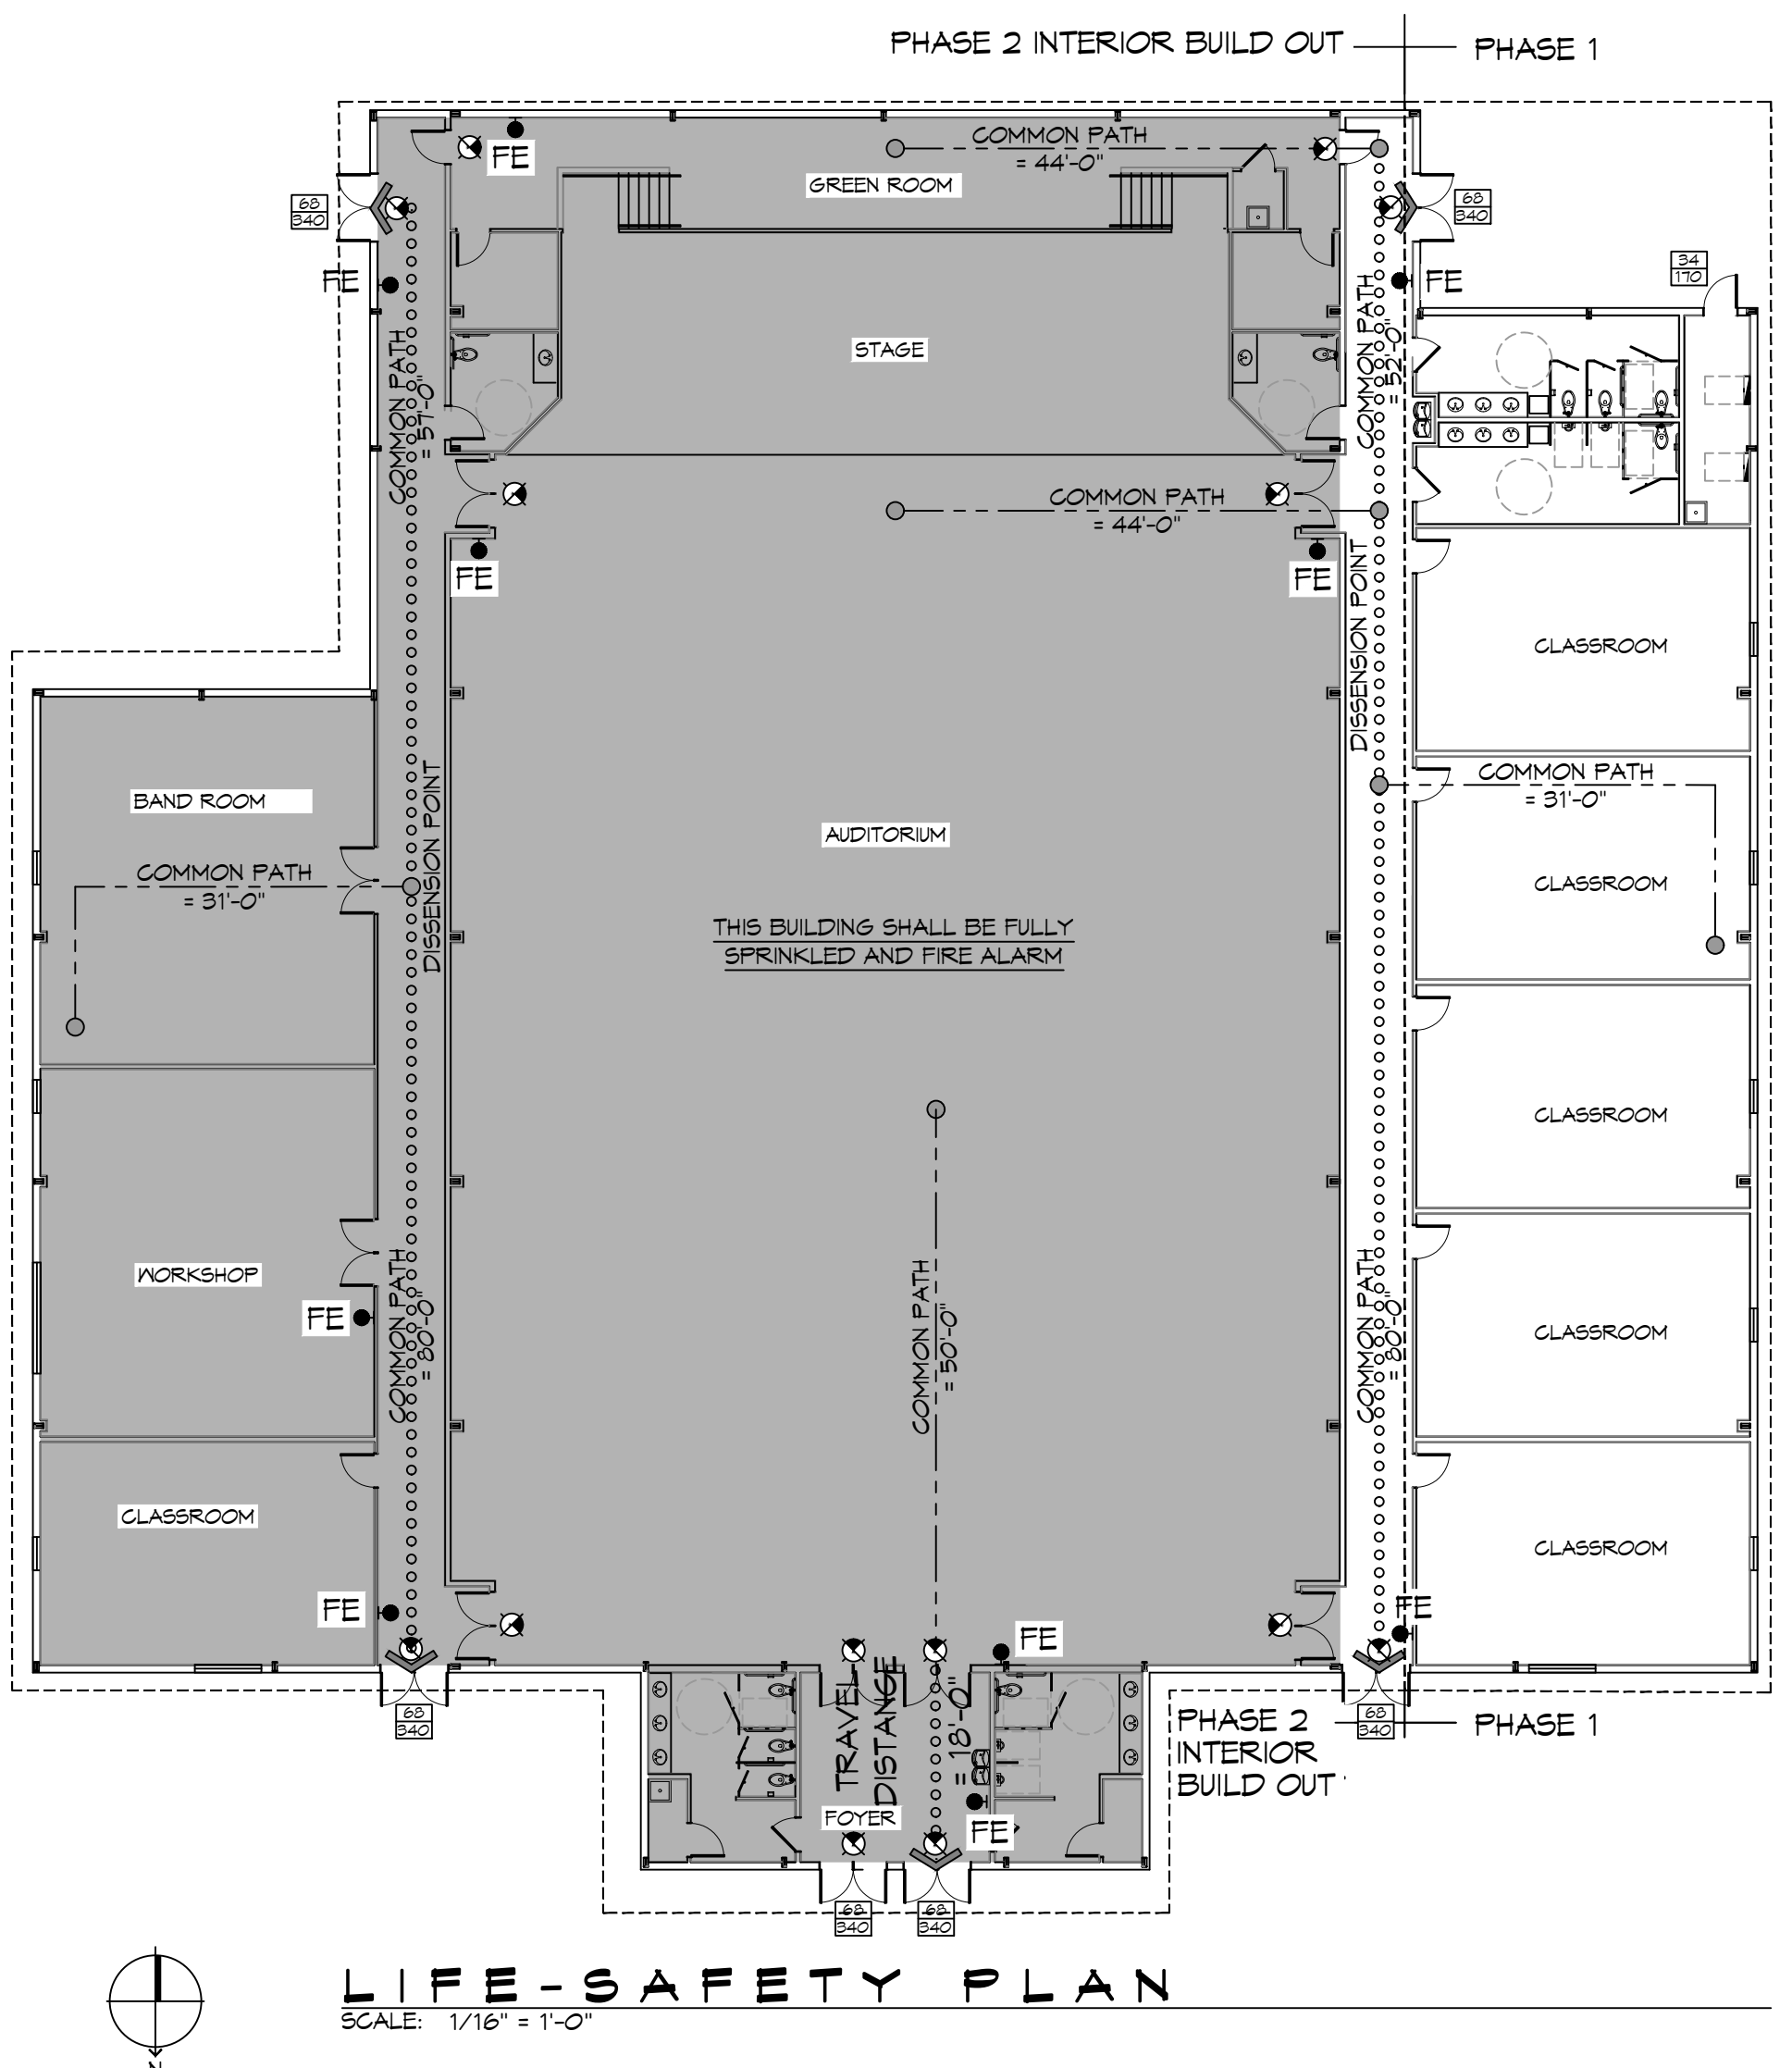 PHASE 2 INTERIOR BUILD OUT
PHASE 1
COMMON PATH
= 44'-0"
FE
GREEN ROOM
68
340
68
340
FE
FE
34
170
COMMON PATH
= 57'-0"
STAGE
COMMON PATH
= 52'-0"
COMMON PATH
= 44'-0"
FE
FE
DISSENSION POINT
CLASSROOM
BAND ROOM
DISSENSION POINT
AUDITORIUM
COMMON PATH
= 31'-0"
COMMON PATH
= 31'-0"
CLASSROOM
THIS BUILDING SHALL BE FULLY
SPRINKLED AND FIRE ALARM
CLASSROOM
WORKSHOP
FE
COMMON PATH
= 80'-0"
COMMON PATH
= 50'-0"
COMMON PATH
= 80'-0"
CLASSROOM
CLASSROOM
CLASSROOM
FE
FE
FE
TRAVEL
DISTANCE
= 18'-0"
68
340
68
340
PHASE 2
INTERIOR
BUILD OUT
PHASE 1
FOYER
FE
68
340
68
340
LIFE-SAFETY PLAN
SCALE: 1/16" = 1'-0"
N